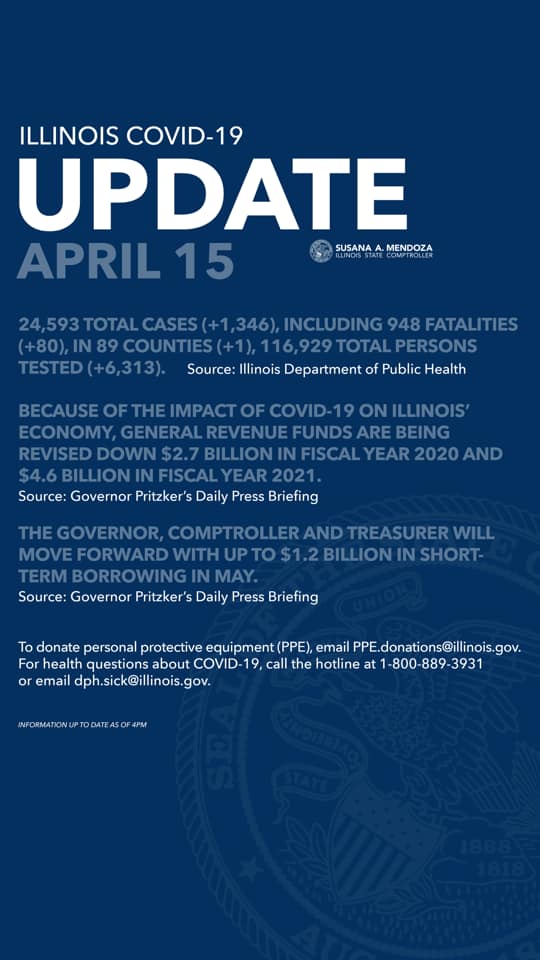 ILLINOIS COVID-19
UPDATE
APRIL 15
SUSANA A. MENDOZA
ILLINOIS STATE COMPTROLLER
24,593 TOTAL CASES (+1,346), INCLUDING 948 FATALITIES
(+80), IN 89 COUNTIES (+1), 116,929 TOTAL PERSONS
TESTED (+6,313). Source: Illinois Department of Public Health
BECAUSE OF THE IMPACT OF COVID-19 ON ILLINOIS’
ECONOMY, GENERAL REVENUE FUNDS ARE BEING
REVISED DOWN $2.7 BILLION IN FISCAL YEAR 2020 AND
$4.6 BILLION IN FISCAL YEAR 2021.
Source: Governor Pritzker’s Daily Press Briefing
THE GOVERNOR, COMPTROLLER AND TREASURER WILL
MOVE FORWARD WITH UP TO $1.2 BILLION IN SHORT-
TERM BORROWING IN MAY.
Source: Governor Pritzker’s Daily Press Briefing
To donate personal protective equipment (PPE), email PPE.donations@illinois.gov.
For health questions about COVID-19, call the hotline at 1-800-889-3931
or email dph.sick@illinois.gov.
INFORMATION UP TO DATE AS OF 4PM
SEAL OF THE STATE O
UNION
STATE
1868
1818
AUG